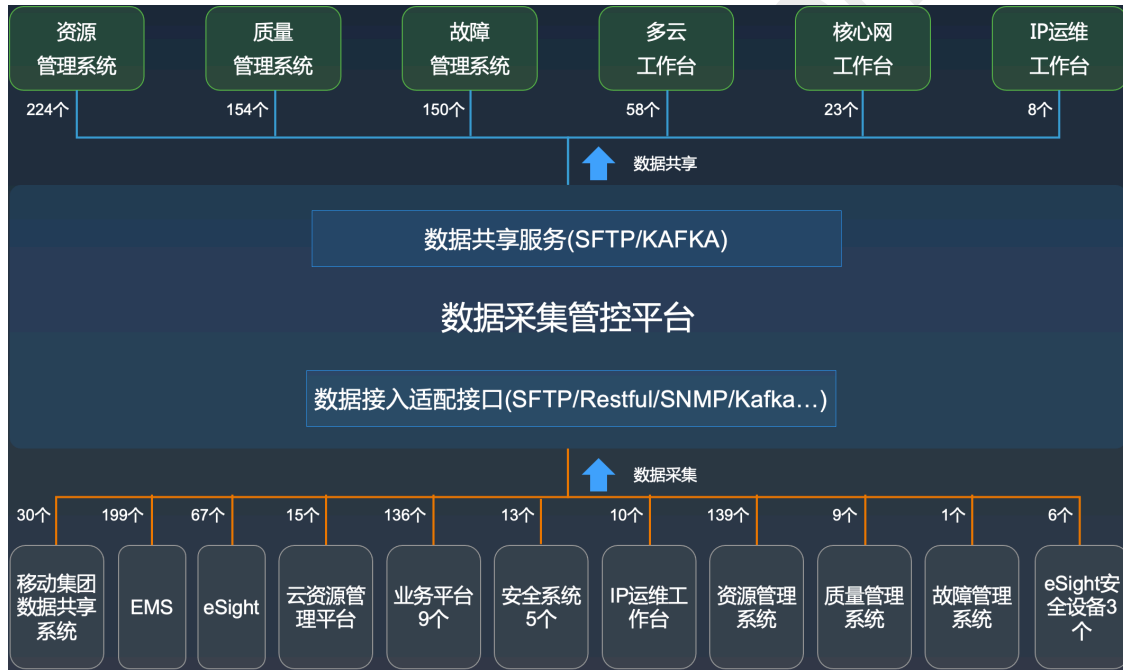 资源 质量 故障 多云 核心网 IP运维
管理系统 管理系统 管理系统 工作台 工作台 工作台
224个 154个 150个 58个 23个 8个
数据共享
数据共享服务(SFTP/KAFKA)
数据采集管控平台
数据接入适配接口(SFTP/Restful/SNMP/Kafka…)
数据采集
30个 199个 67个 15个 136个 13个 10个 139个 9个 1个 6个
移动集团
数据共享
系统
EMS
eSight
云资源管
理平台
业务平台
9个
安全系统
5个
IP运维工
作台
资源管理
系统
质量管理
系统
故障管理
系统
eSight安
全设备3
个